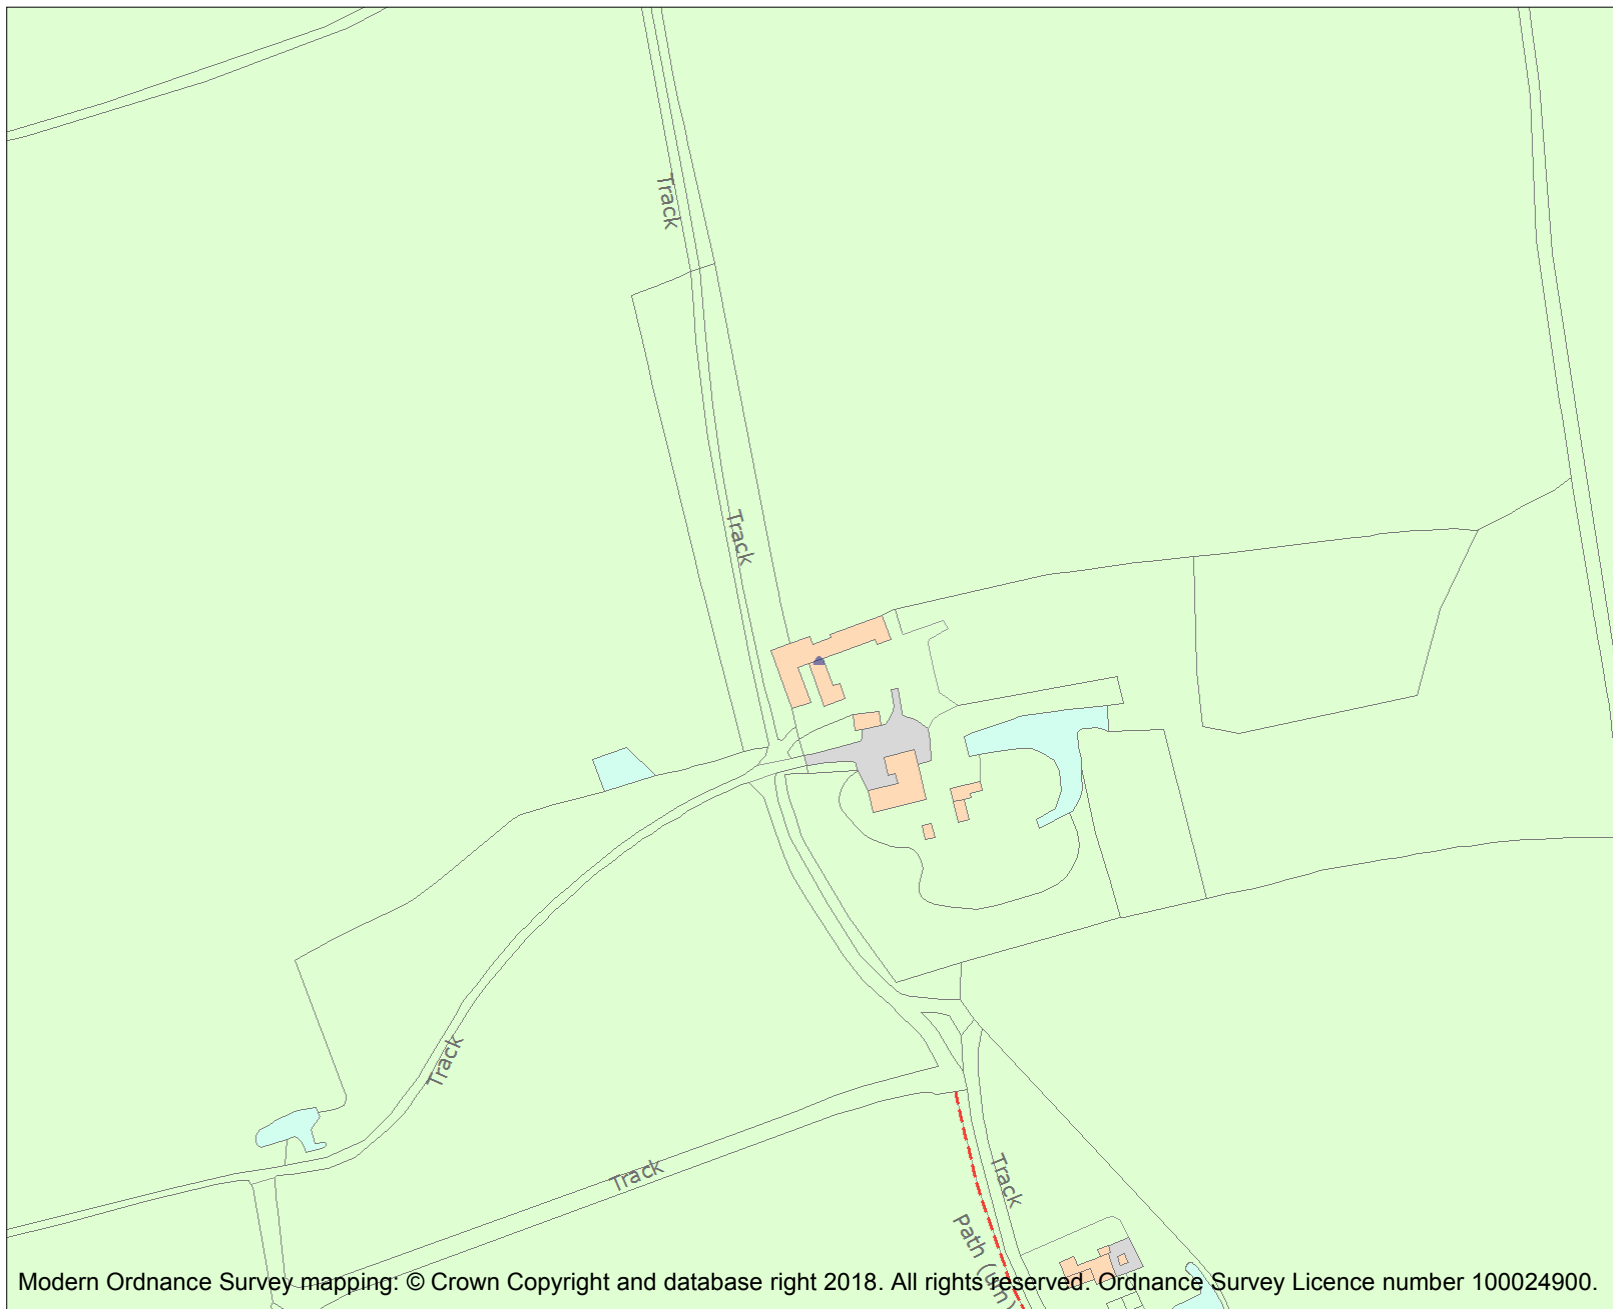 Track
Track
Track
Track
Track
Path (um)
Modern Ordnance Survey mapping: © Crown Copyright and database right 2018. All rights reserved. Ordnance Survey Licence number 100024900.